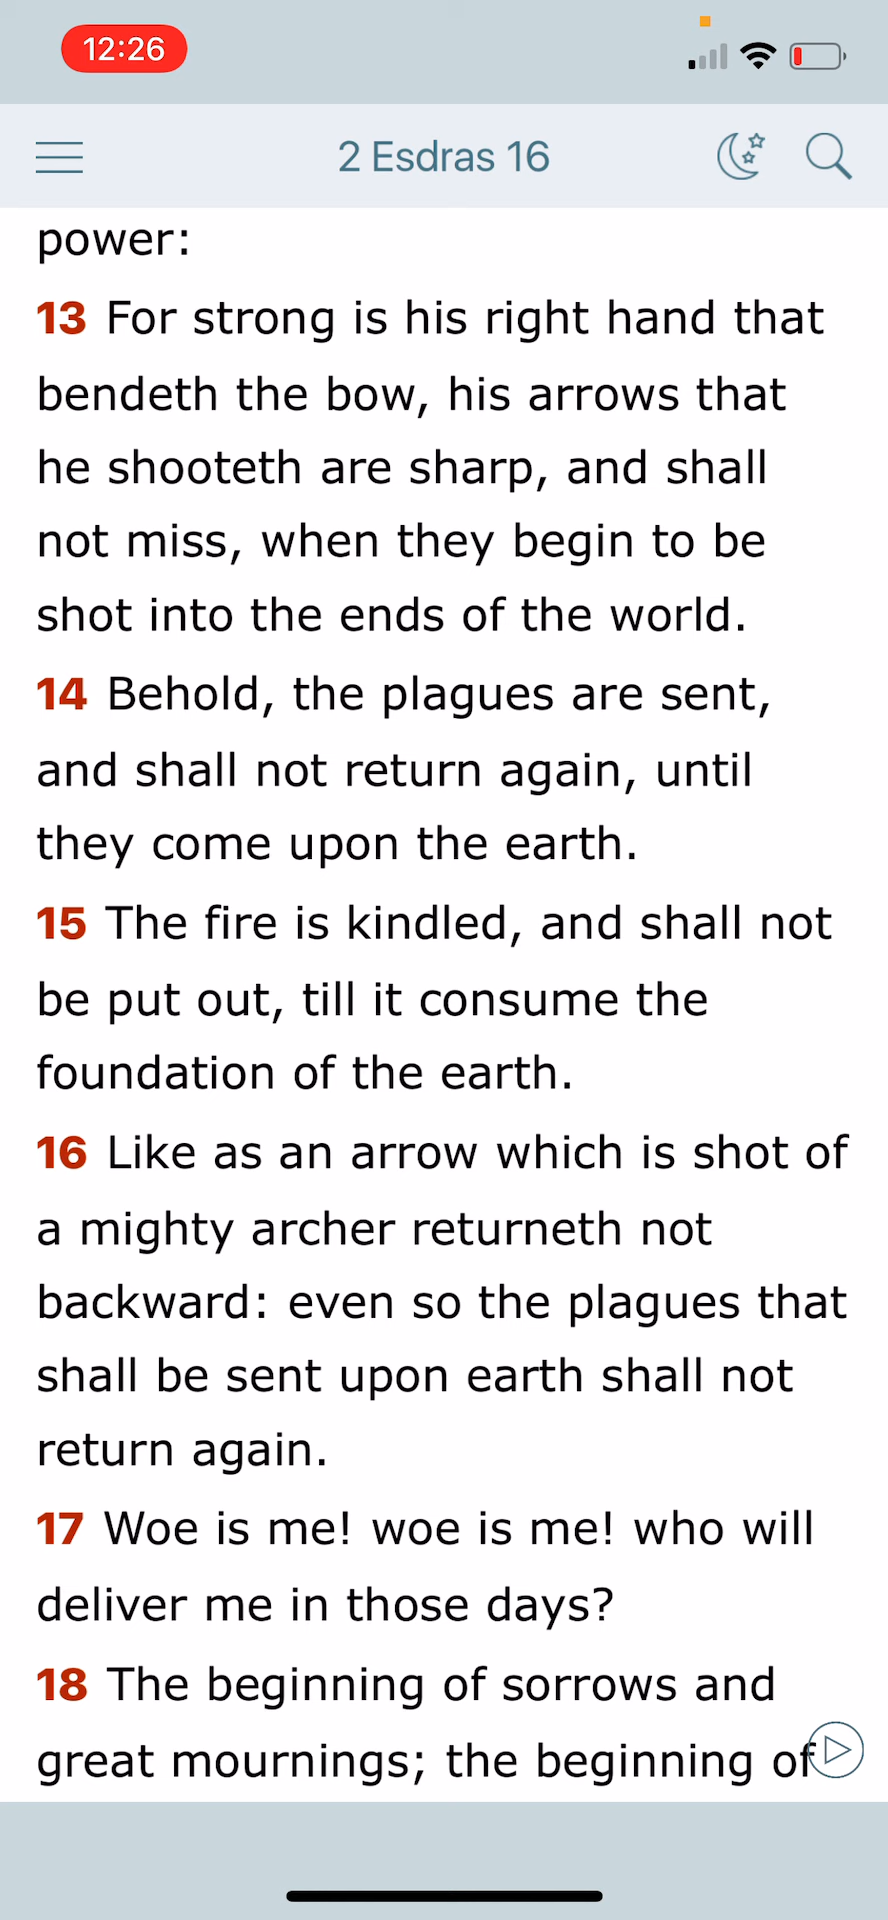 12:26
2 Esdras 16
power:
13 For strong is his right hand that
bendeth the bow, his arrows that
he shooteth are sharp, and shall
not miss, when they begin to be
shot into the ends of the world.
14 Behold, the plagues are sent,
and shall not return again, until
they come upon the earth.
15 The fire is kindled, and shall not
be put out, till it consume the
foundation of the earth.
16 Like as an arrow which is shot of
a mighty archer returneth not
backward: even so the plagues that
shall be sent upon earth shall not
return again.
17 Woe is me! woe is me! who will
deliver me in those days?
18 The beginning of sorrows and
great mournings; the beginning of